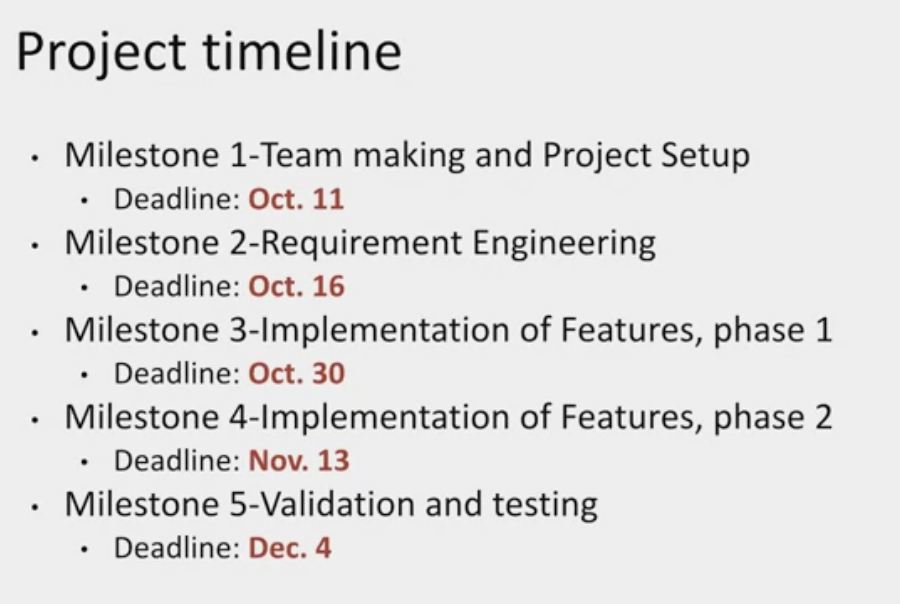 Project timeline
• Milestone 1-Team making and Project Setup
• Deadline: Oct. 11
• Milestone 2-Requirement Engineering
• Deadline: Oct. 16
• Milestone 3-Implementation of Features, phase 1
• Deadline: Oct. 30
• Milestone 4-Implementation of Features, phase 2
• Deadline: Nov. 13
• Milestone 5-Validation and testing
• Deadline: Dec. 4